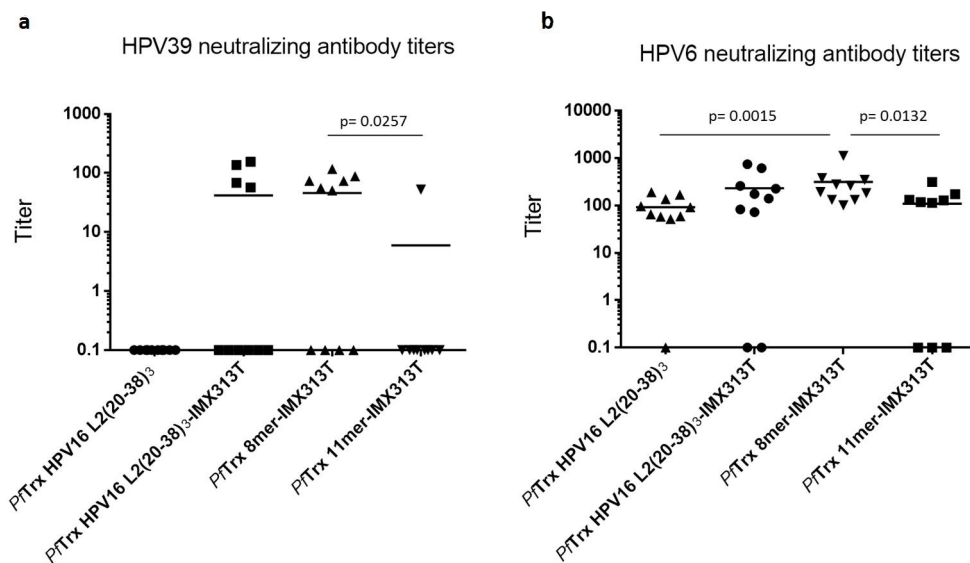 a
HPV39 neutralizing antibody titers
p= 0.0257
1000
100
10
1
0.1
Titer
PfTrx HPV16 L2(20-38)3
PfTrx HPV16 L2(20-38)3-IMX313T
PfTrx 8mer-IMX313T
PfTrx 11mer-IMX313T
b
HPV6 neutralizing antibody titers
p= 0.0015
p= 0.0132
10000
1000
100
10
1
0.1
Titer
PfTrx HPV16 L2(20-38)3
PfTrx HPV16 L2(20-38)3-IMX313T
PfTrx 8mer-IMX313T
PfTrx 11mer-IMX313T